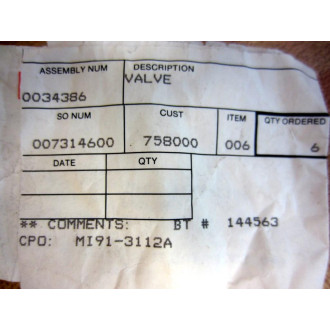 ASSEMBLY NUM DESCRIPTION
0034386 VALVE
SO NUM CUST ITEM QTY ORDERED
007314600 758000 006 6
DATE QTY
** COMMENTS: BT # 144563
CPO: MI91-3112A